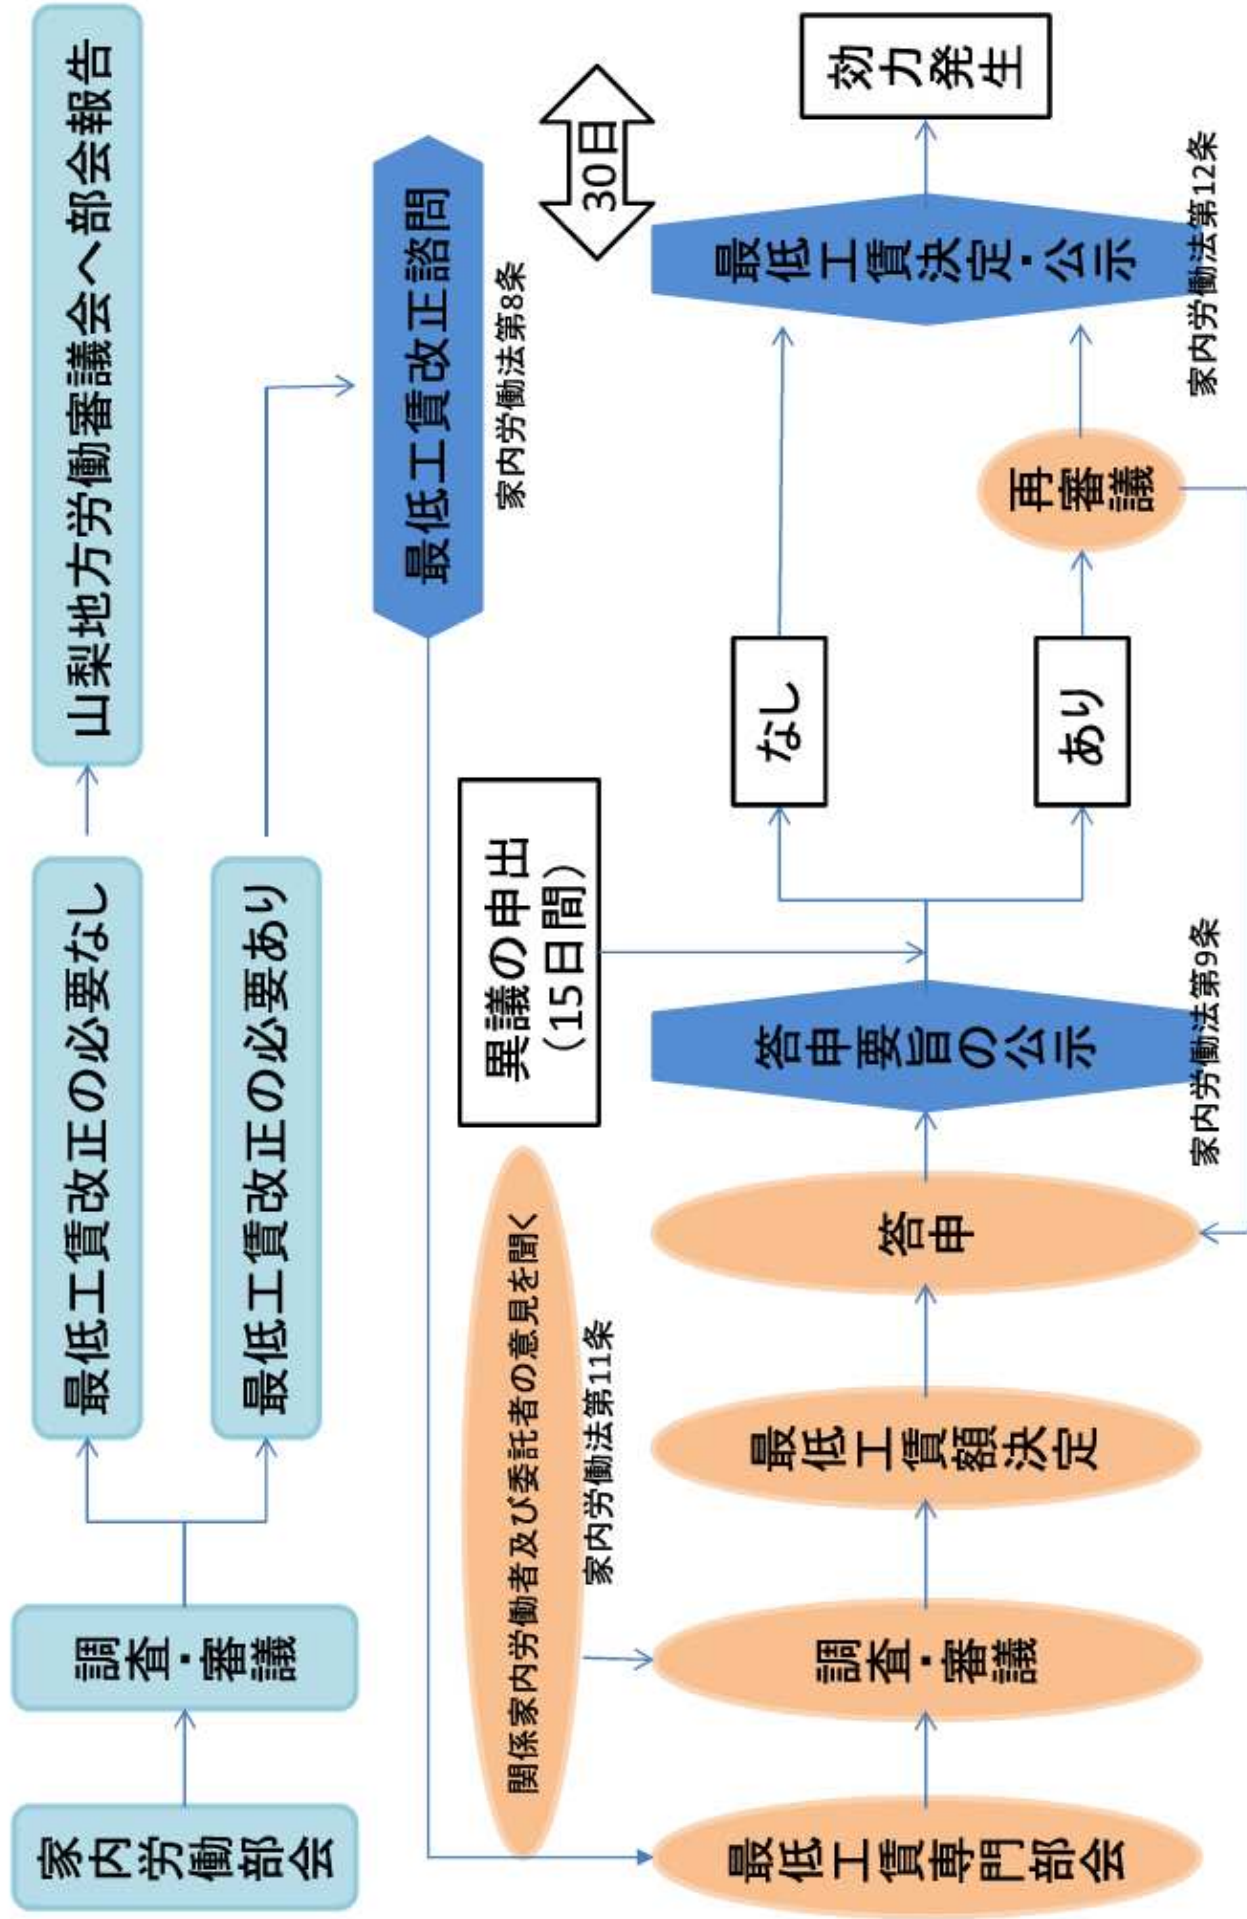 家内労働部会
調査・審議
最低工賃改正の必要なし
山梨地方労働審議会へ部会報告
最低工賃改正の必要あり
最低工賃改正諮問
家内労働法第8条
関係家内労働者及び委託者の意見を聞く
家内労働法第11条
異議の申出
(15日間)
30日
最低工賃専門部会
調査・審議
最低工賃額決定
答申
答申要旨の公示
家内労働法第9条
なし
あり
再審議
最低工賃決定・公示
家内労働法第12条
効力発生